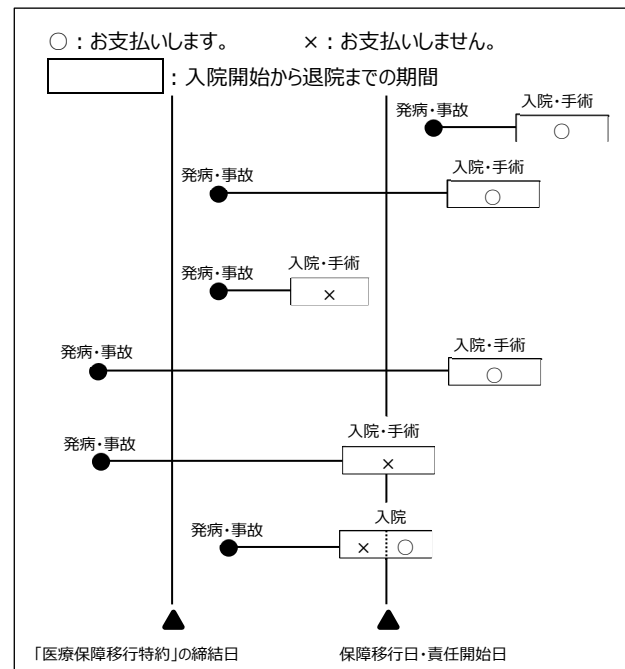 ○：お支払いします。 ×：お支払いしません。
：入院開始から退院までの期間
発病・事故 入院・手術
○
発病・事故 入院・手術
○
発病・事故 入院・手術
×
発病・事故 入院・手術
○
発病・事故 入院・手術
×
発病・事故 入院
× ○
「医療保障移行特約」の締結日 保障移行日・責任開始日